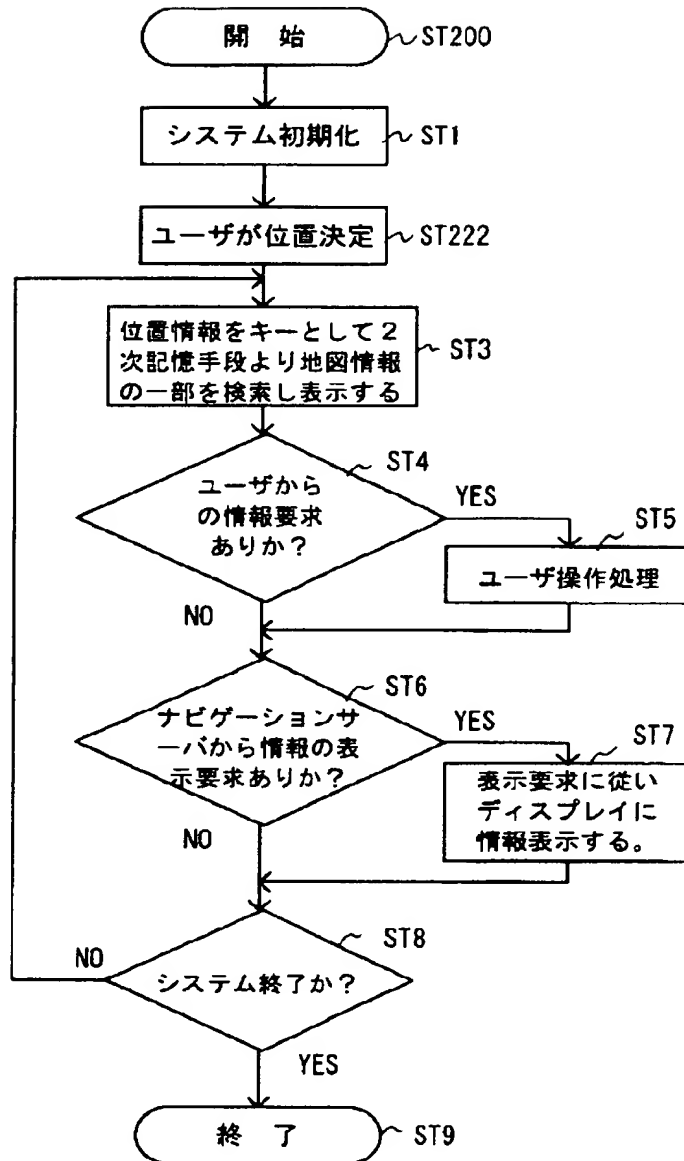 開 始
ST200
システム初期化
ST1
ユーザが位置決定
ST222
位置情報をキーとして2
次記憶手段より地図情報
の一部を検索し表示する
ST3
ST4
ユーザから
の情報要求
ありか?
YES
ST5
ユーザ操作処理
NO
ST6
ナビゲーションサ
ーバから情報の表
示要求ありか?
YES
ST7
表示要求に従い
ディスプレイに
情報表示する。
NO
ST8
システム終了か?
NO
YES
終 了
ST9